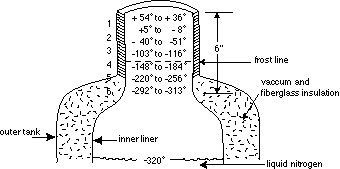 1 + 54° to + 36°
2 +5° to - 8°
3 - 40° to -51°
4 -103° to -116°
-148° to -184°
5 -220° to -256°
6 -292° to -313°
6"
frost line
vaccum and
fiberglass insulation
outer tank
inner liner
-320°
liquid nitrogen